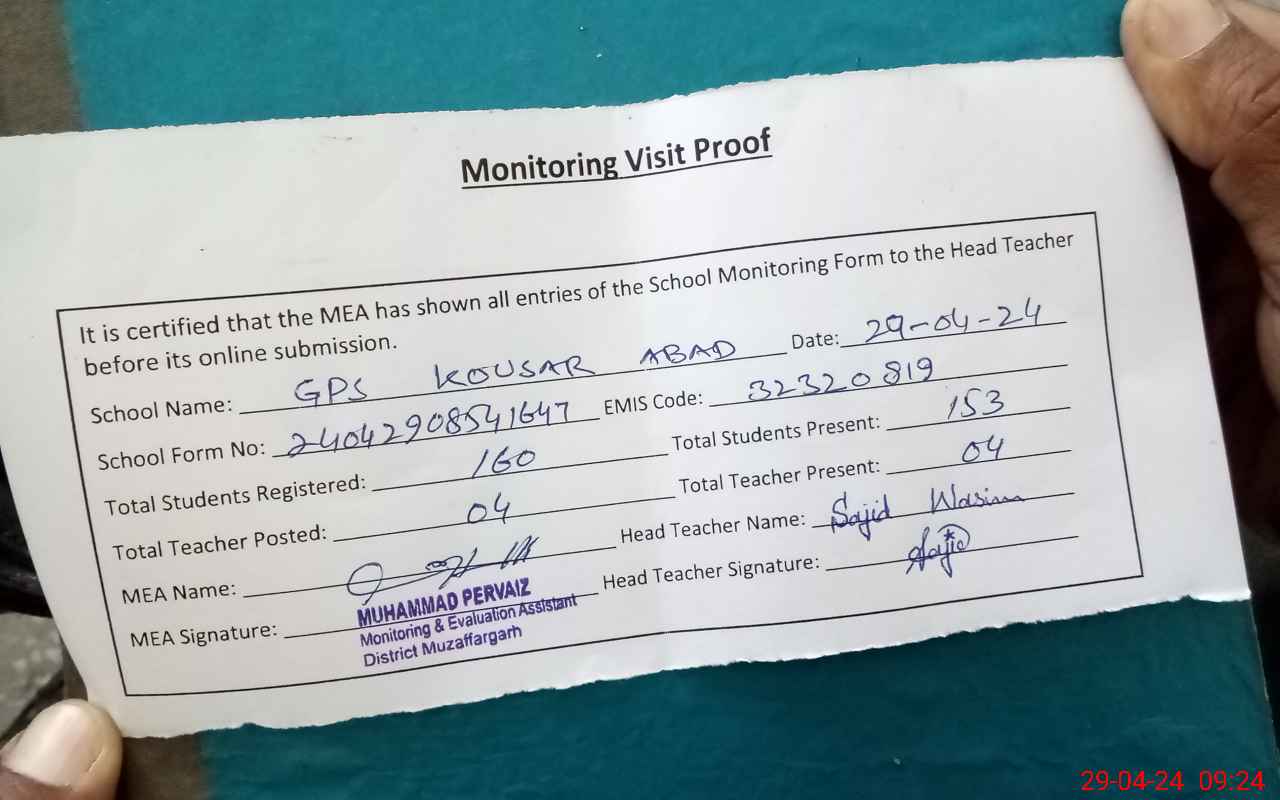 Monitoring Visit Proof
It is certified that the MEA has shown all entries of the School Monitoring Form to the Head Teacher
before its online submission.
School Name: GPS KOUSAR ABAD Date: 29-04-24
School Form No: 24042908541647 EMIS Code: 32320819
Total Students Registered: 160 Total Students Present: 153
Total Teacher Posted: 04 Total Teacher Present: 04
MEA Name: Head Teacher Name: Sajid Wasim
MEA Signature: Head Teacher Signature: Sajid
MUHAMMAD PERVAIZ
Monitoring & Evaluation Assistant
District Muzaffargarh
29-04-24 09:24